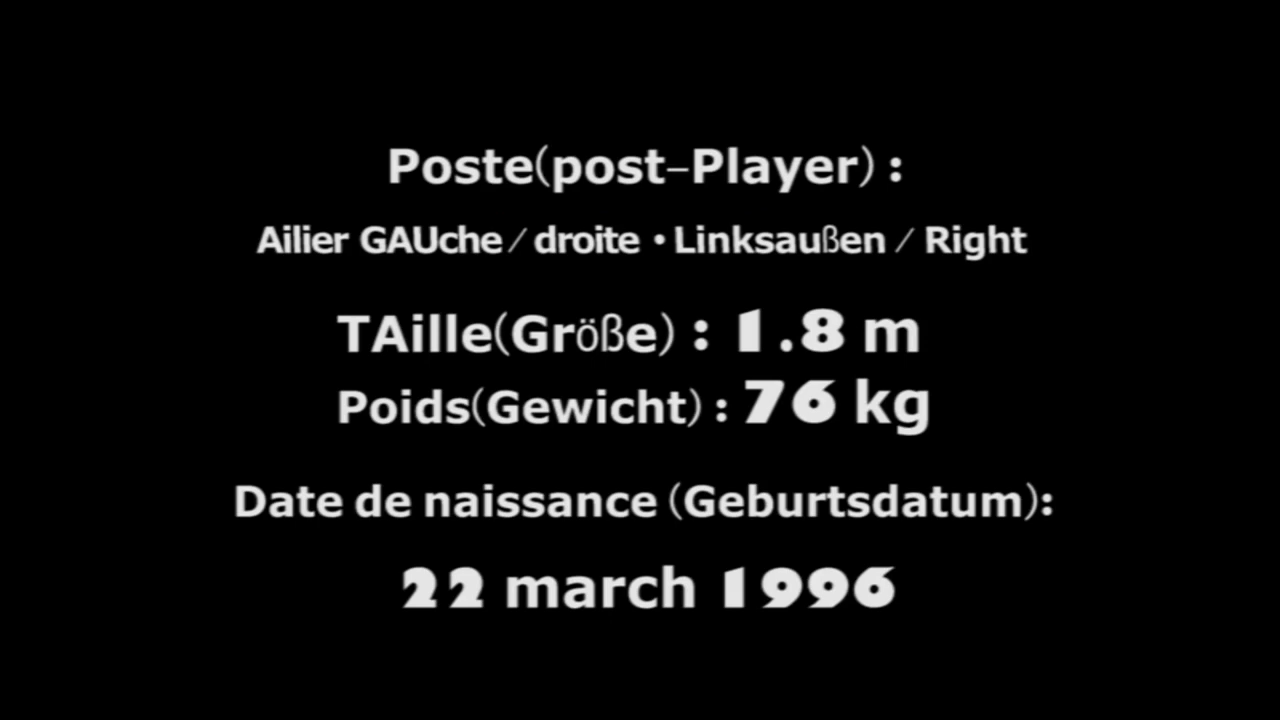 Poste(post-Player) :
Ailier GAUche / droite • Linksaußen / Right
TAille(Größe) : 1.8 m
Poids(Gewicht) : 76 kg
Date de naissance (Geburtsdatum):
22 march 1996